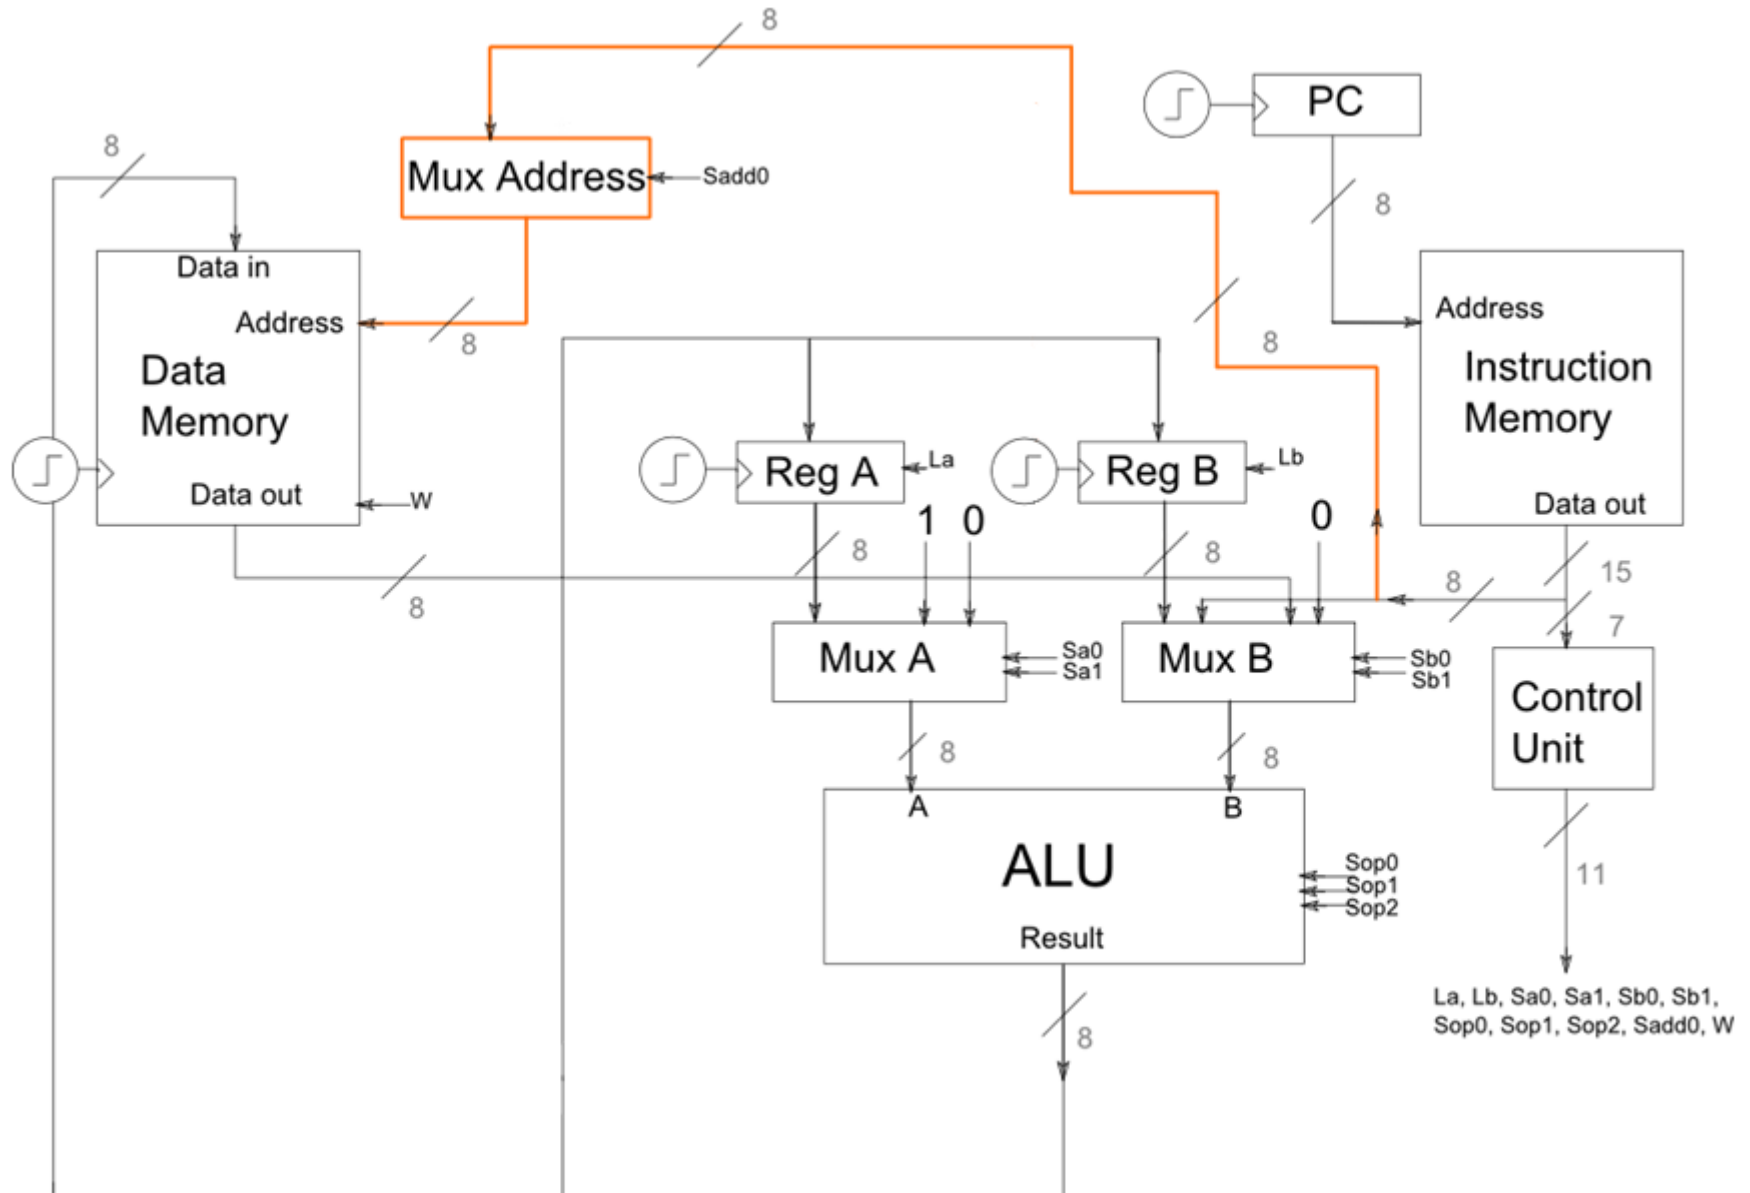 8
PC
8
Mux Address
Sadd0
8
Data in
Address
8
Data
Memory
Data out
W
8
8
Address
Instruction
Memory
Data out
8
Reg A
La
Reg B
Lb
1
0
0
8
8
8
15
7
Mux A
Sa0
Sa1
Mux B
Sb0
Sb1
Control
Unit
8
8
A
B
ALU
Sop0
Sop1
Sop2
Result
11
8
La, Lb, Sa0, Sa1, Sb0, Sb1,
Sop0, Sop1, Sop2, Sadd0, W